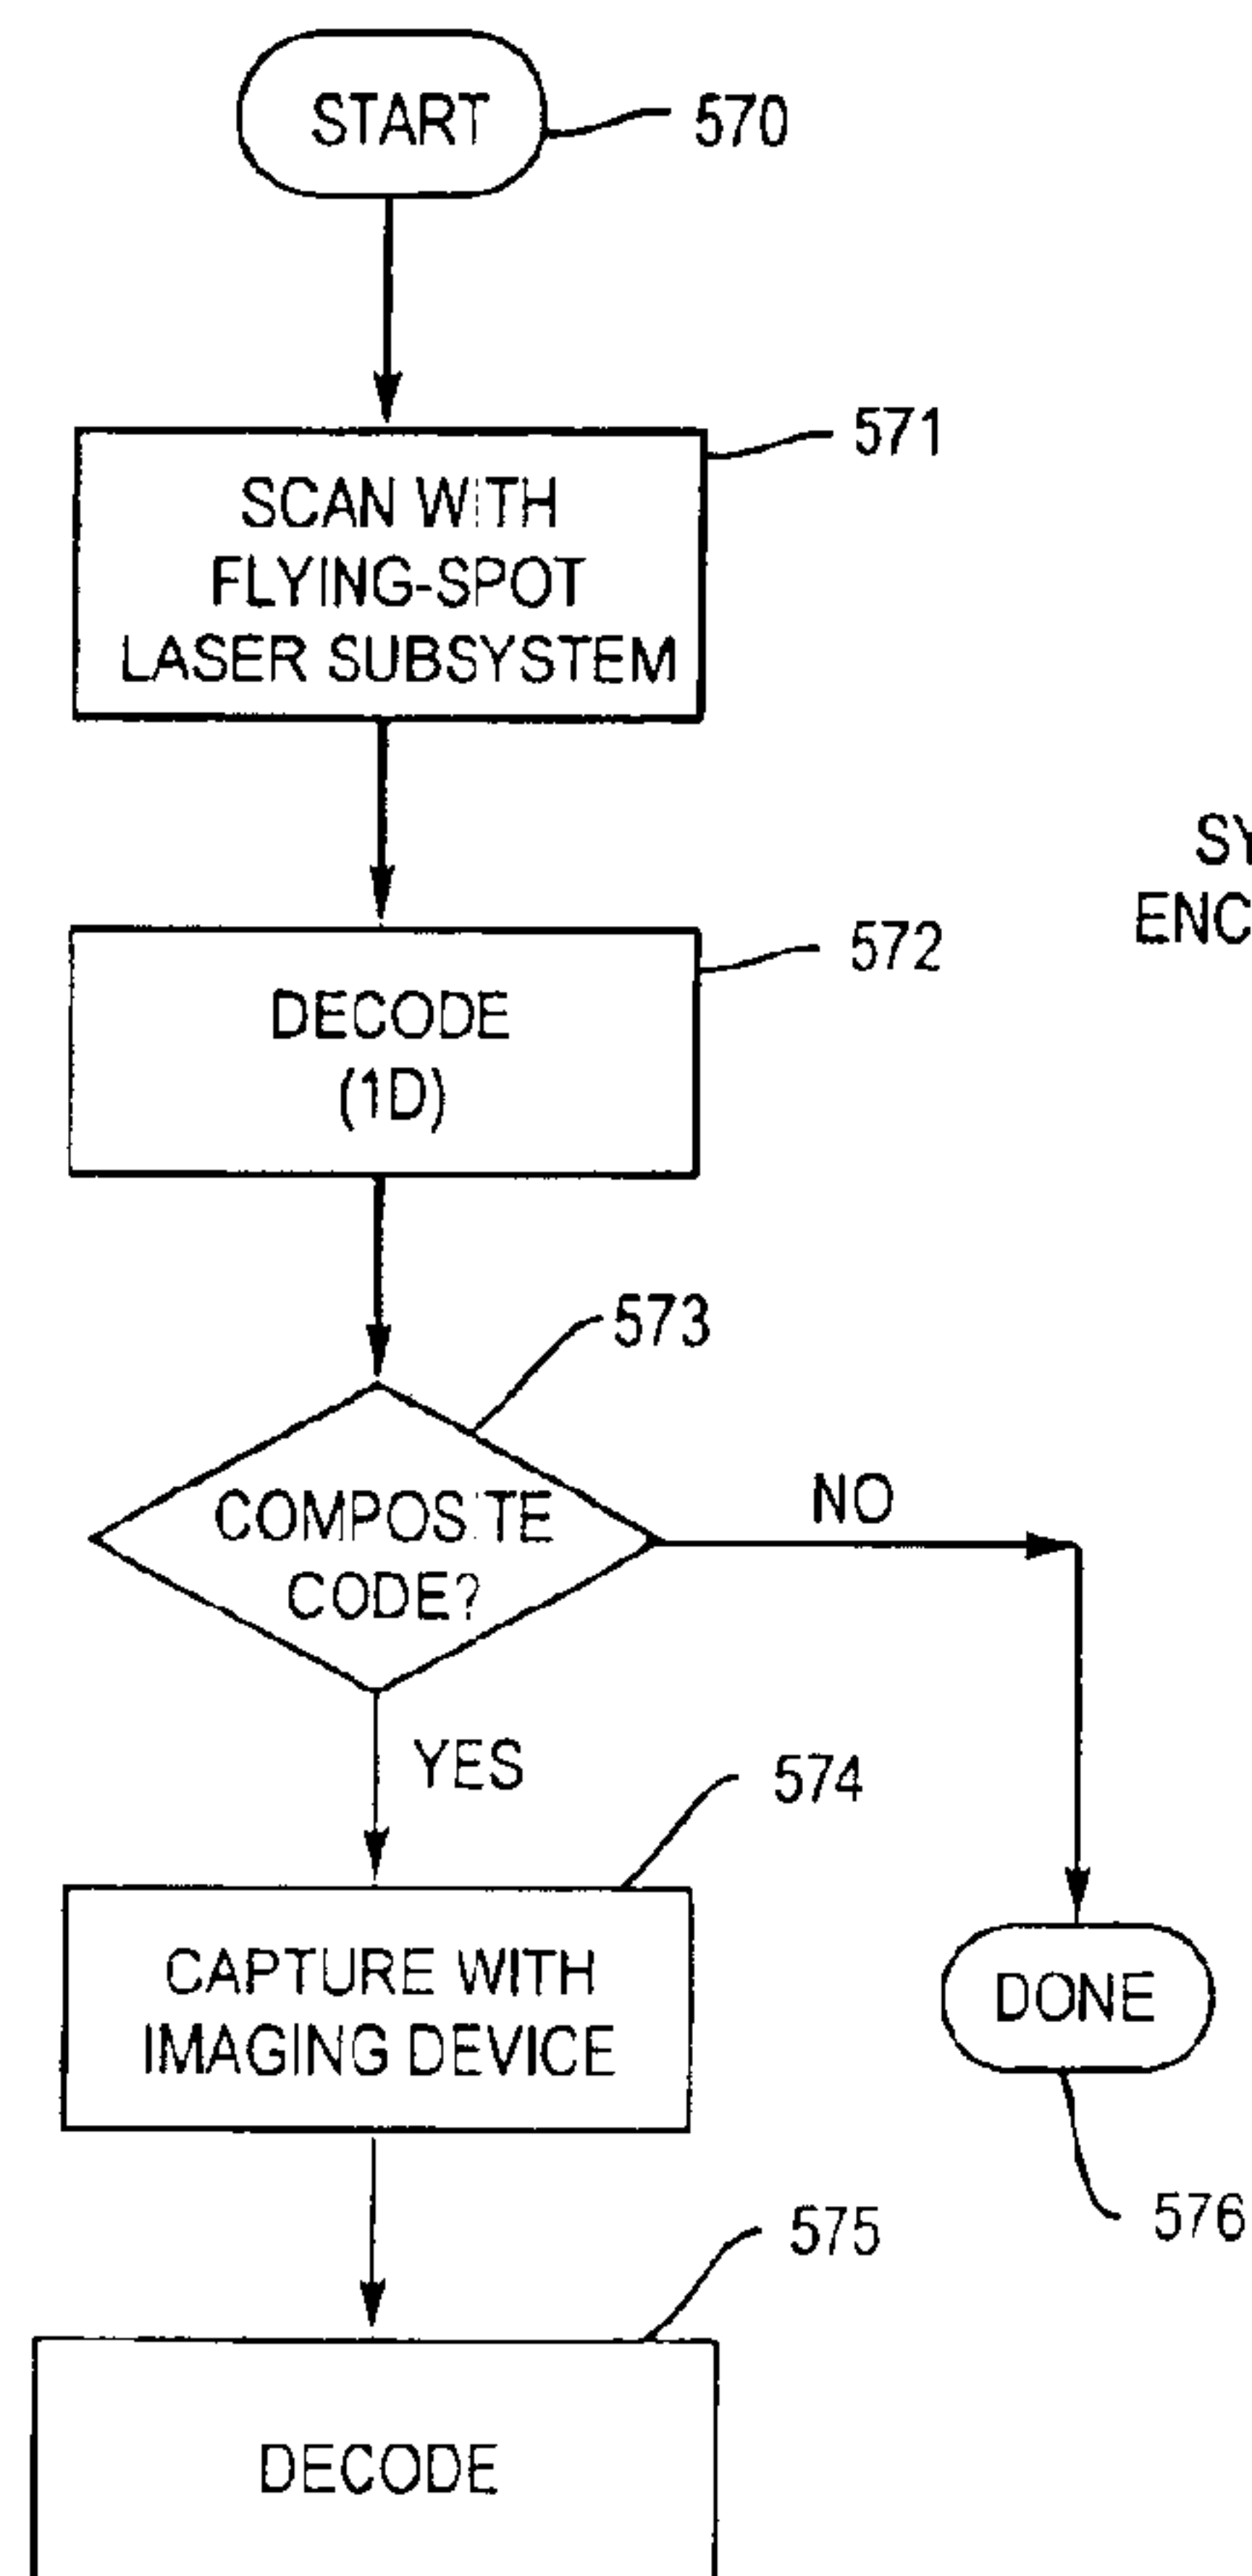 START
570
571
SCAN WITH
FLYING-SPOT
LASER SUBSYSTEM
572
DECODE
(1D)
573
COMPOSITE
CODE?
NO
YES
574
CAPTURE WITH
IMAGING DEVICE
DONE
576
575
DECODE